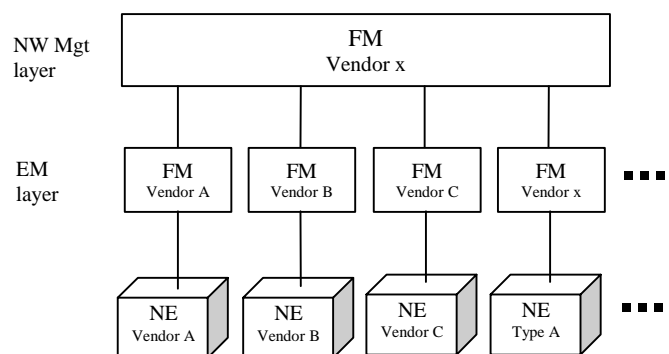 NW Mgt
layer
FM
Vendor x
EM
layer
FM
Vendor A
FM
Vendor B
FM
Vendor C
FM
Vendor x
NE
Vendor A
NE
Vendor B
NE
Vendor C
NE
Type A